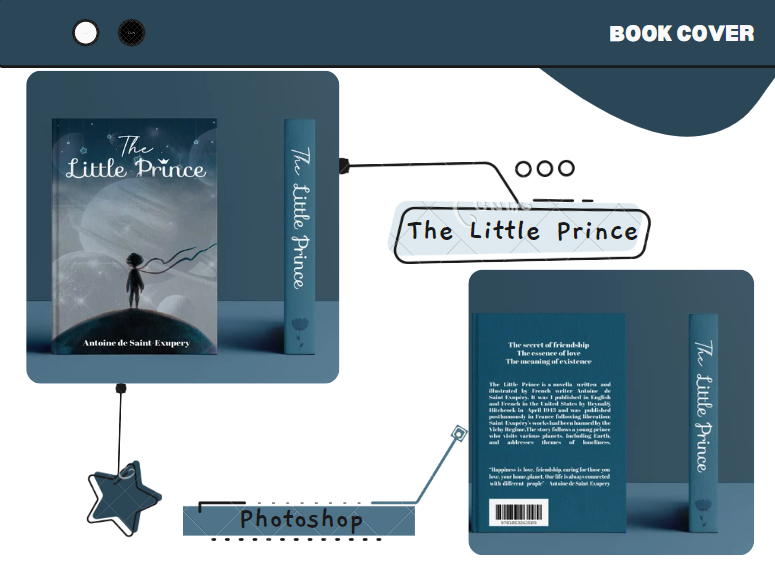 BOOK COVER
The
Little Prince
Antoine de Saint-Exupery
The Little Prince
The Little Prince
The secret of friendship
The essence of love
The meaning of existence
The Little Prince is a novella written and
illustrated by French writer Antoine de
Saint Exupéry. It was I published in English
and French in the United States by Reynal&
Hitchcock in April 1943 and was published
posthumously in France following liberation:
Saint Exupéry's works had been banned by the
Vichy Regime.The story follows a young prince
who visits various planets, including Earth,
and addresses themes of loneliness,
"Happiness is love, friendship, caring for those you
love, your home,planet. Our life is always connected
with different people" Antoine de Saint Exupery
The Little Prince
Photoshop